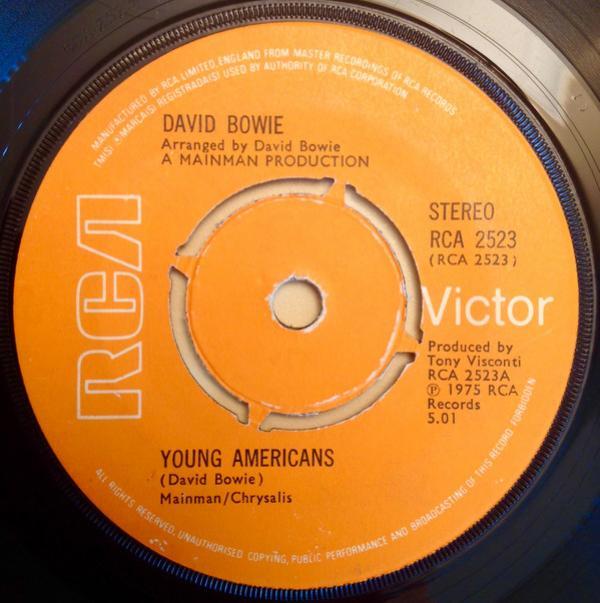 MANUFACTURED BY RCA LIMITED, ENGLAND FROM MASTER RECORDINGS OF RCA RECORDS
TM(S) ® MARCA(S) REGISTRADA(S) USED BY AUTHORITY OF RCA CORPORATION
DAVID BOWIE
Arranged by David Bowie
A MAINMAN PRODUCTION
STEREO
RCA 2523
(RCA 2523)
RCA
Victor
Produced by
Tony Visconti
RCA 2523A
℗ 1975 RCA
Records
5.01
YOUNG AMERICANS
(David Bowie)
Mainman/Chrysalis
ALL RIGHTS RESERVED, UNAUTHORISED COPYING, PUBLIC PERFORMANCE AND BROADCASTING OF THIS RECORD FORBIDDEN